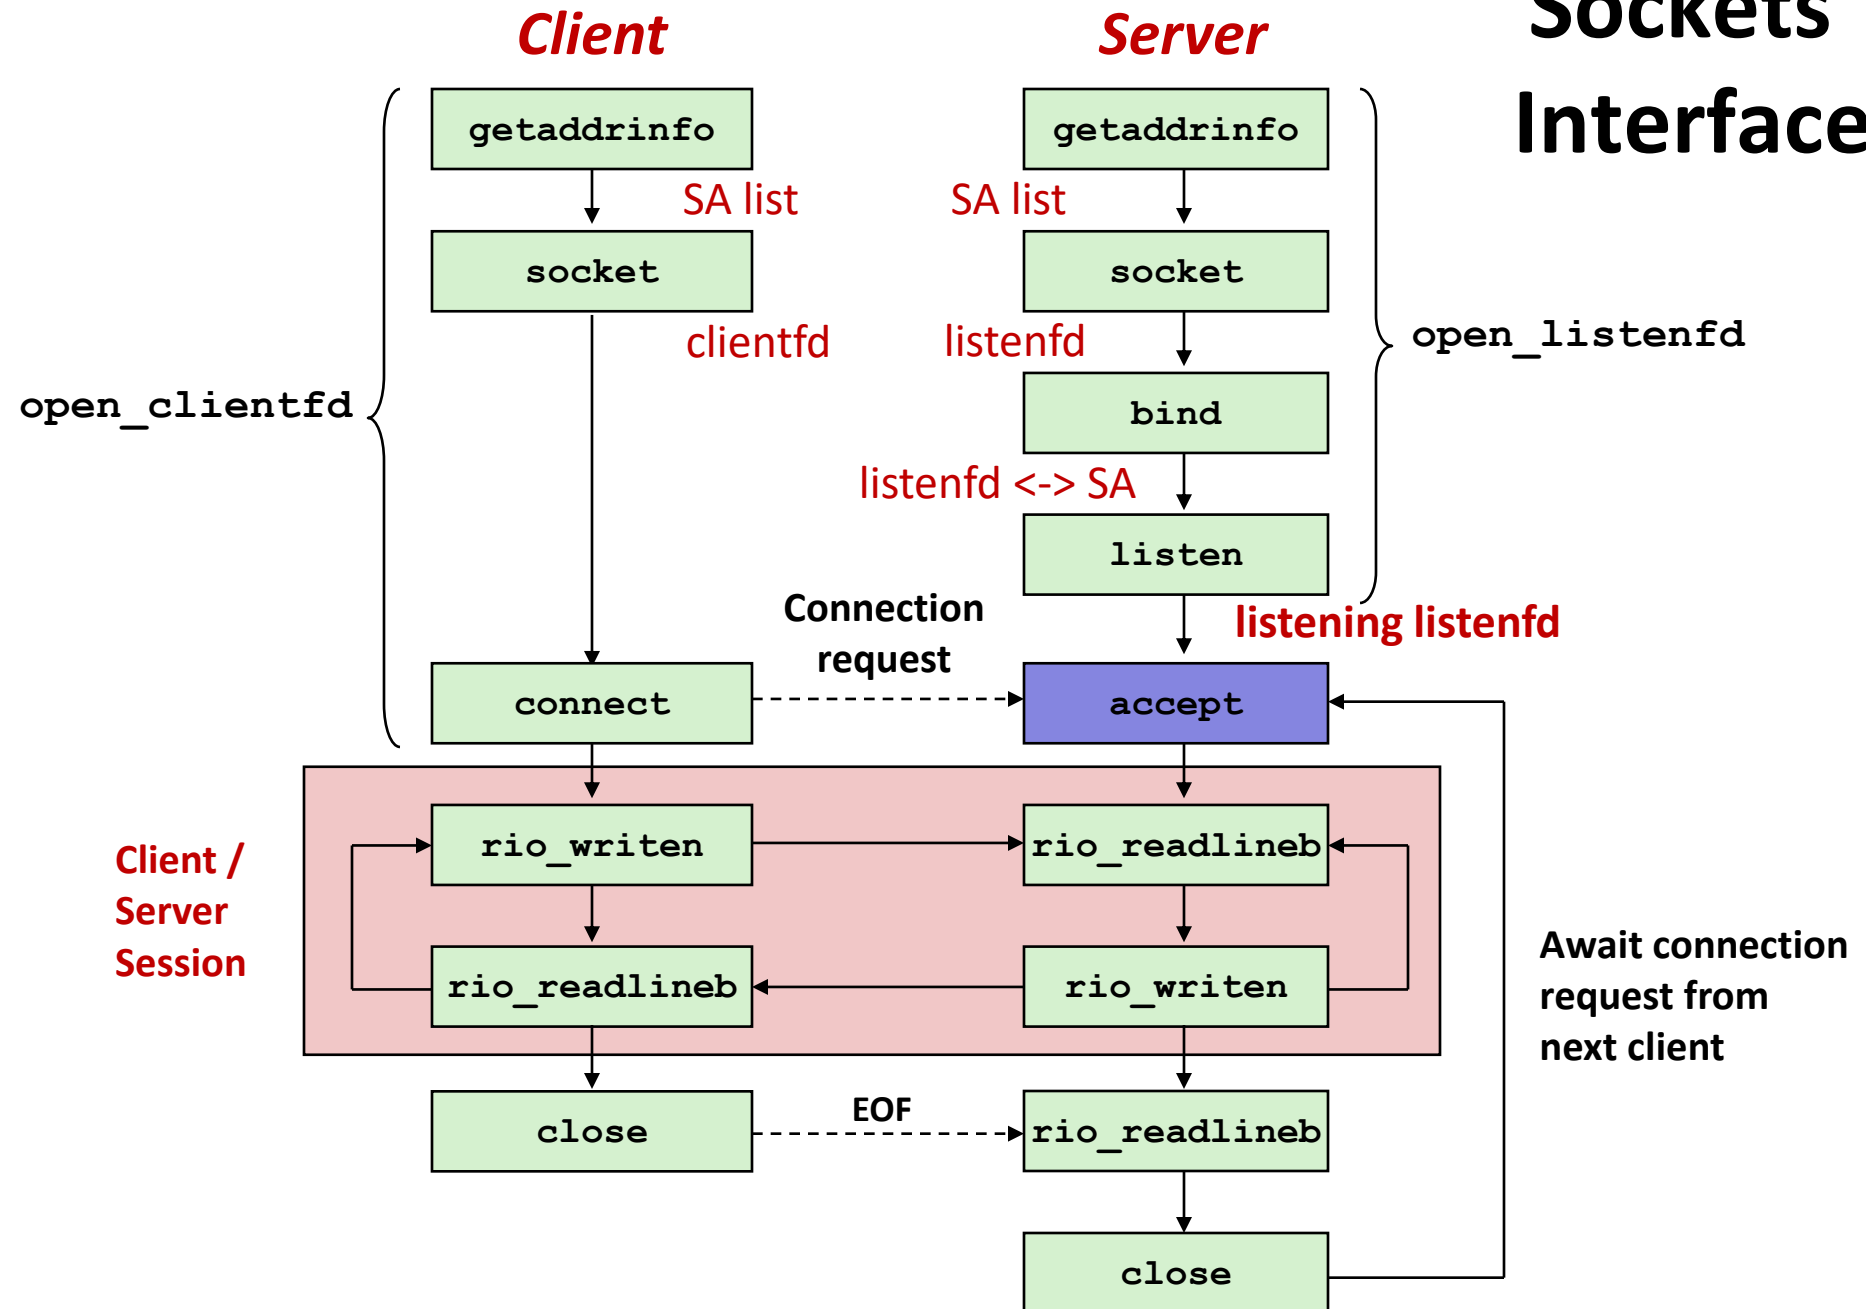 Sockets
Interface
Client
Server
getaddrinfo
getaddrinfo
SA list
SA list
socket
socket
clientfd
listenfd
open_listenfd
open_clientfd
bind
listenfd <-> SA
listen
Connection
request
listening listenfd
connect
accept
Client /
Server
Session
rio_writen
rio_readlineb
rio_readlineb
rio_writen
Await connection
request from
next client
close
EOF
rio_readlineb
close